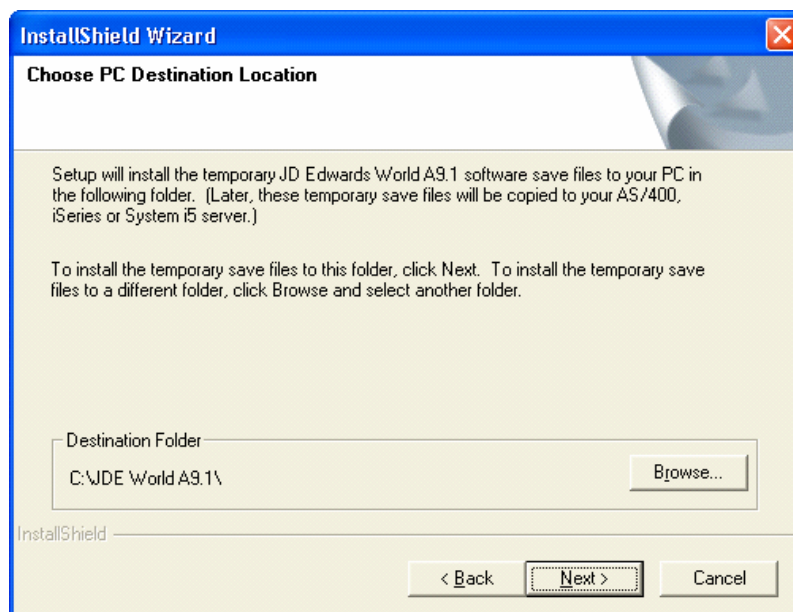 InstallShield Wizard
Choose PC Destination Location
Setup will install the temporary JD Edwards World A9.1 software save files to your PC in
the following folder. (Later, these temporary save files will be copied to your AS/400,
iSeries or System i5 server.)
To install the temporary save files to this folder, click Next. To install the temporary save
files to a different folder, click Browse and select another folder.
Destination Folder
C:\JDE World A9.1\
Browse...
InstallShield
< Back
Next >
Cancel